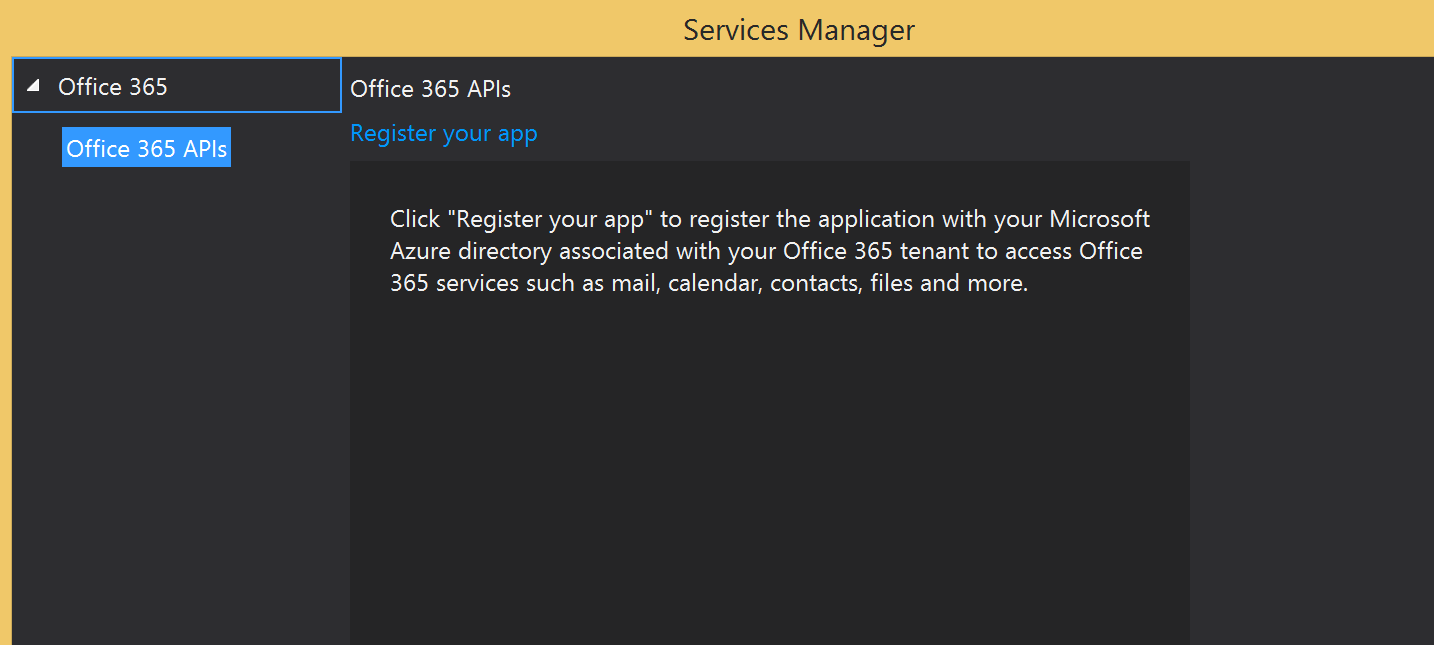 Services Manager
Office 365
Office 365 APIs
Office 365 APIs
Register your app
Click "Register your app" to register the application with your Microsoft
Azure directory associated with your Office 365 tenant to access Office
365 services such as mail, calendar, contacts, files and more.